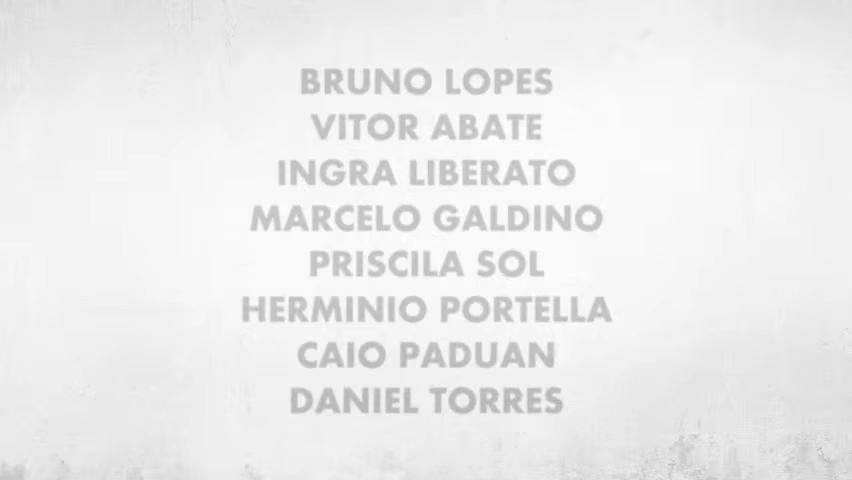 BRUNO LOPES
VITOR ABATE
INGRA LIBERATO
MARCELO GALDINO
PRISCILA SOL
HERMINIO PORTELLA
CAIO PADUAN
DANIEL TORRES